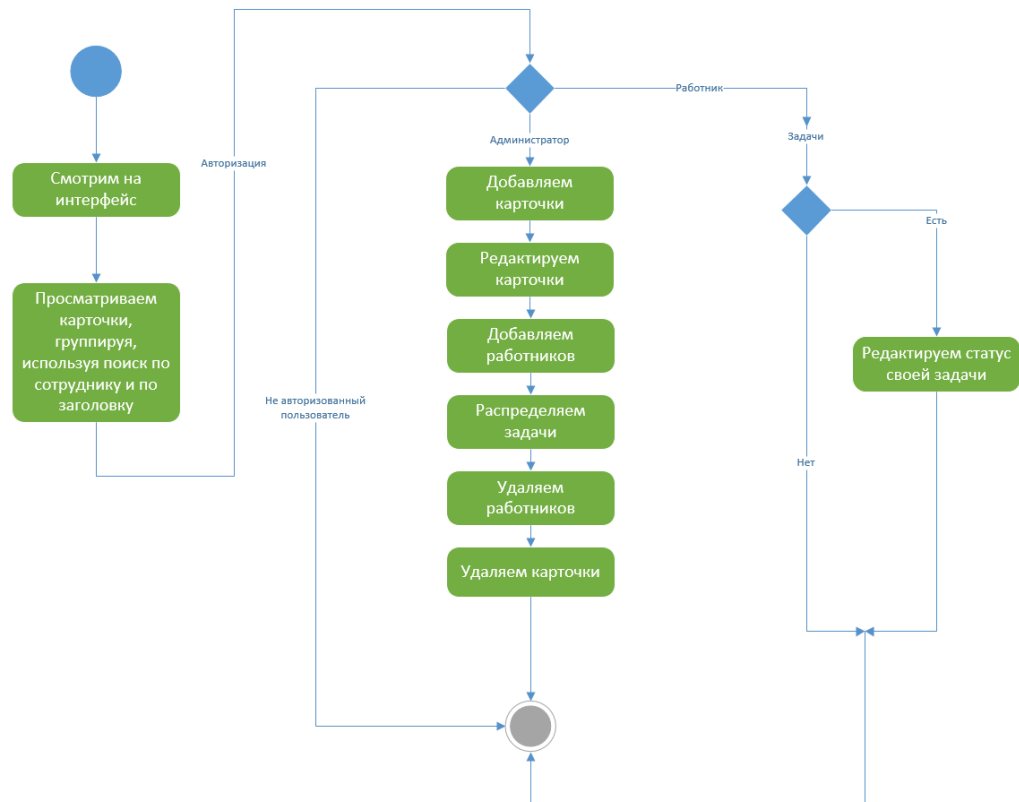 Работник
Задачи
Администратор
Авторизация
Смотрим на
интерфейс
Добавляем
карточки
Есть
Редактируем
карточки
Просматриваем
карточки,
группируя,
используя поиск по
сотруднику и по
заголовку
Добавляем
работников
Редактируем статус
своей задачи
Не авторизованный
пользователь
Распределяем
задачи
Нет
Удаляем
работников
Удаляем карточки